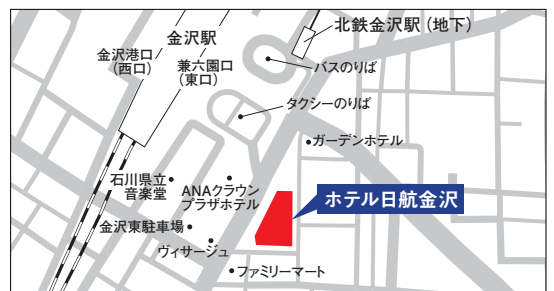 北鉄金沢駅（地下）
金沢駅
金沢港口
（西口）
兼六園口
（東口）
バスのりば
タクシーのりば
ガーデンホテル
石川県立
音楽堂
ANAクラウン
プラザホテル
ホテル日航金沢
金沢東駐車場
ヴィサージュ
ファミリーマート